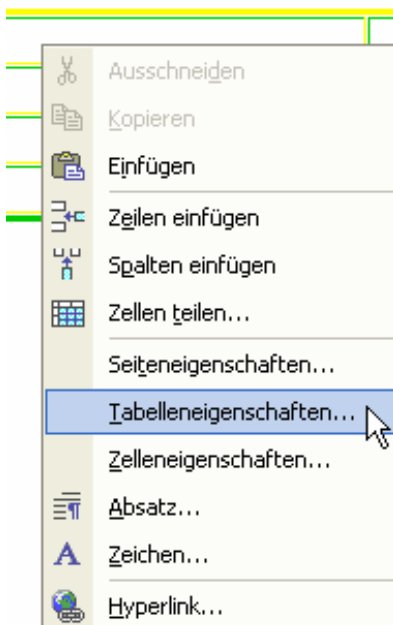 Ausschneiden
Kopieren
Einfügen
Zeilen einfügen
Spalten einfügen
Zellen teilen...
Seiteneigenschaften...
Tabelleneigenschaften...
Zelleneigenschaften...
Absatz...
Zeichen...
Hyperlink...